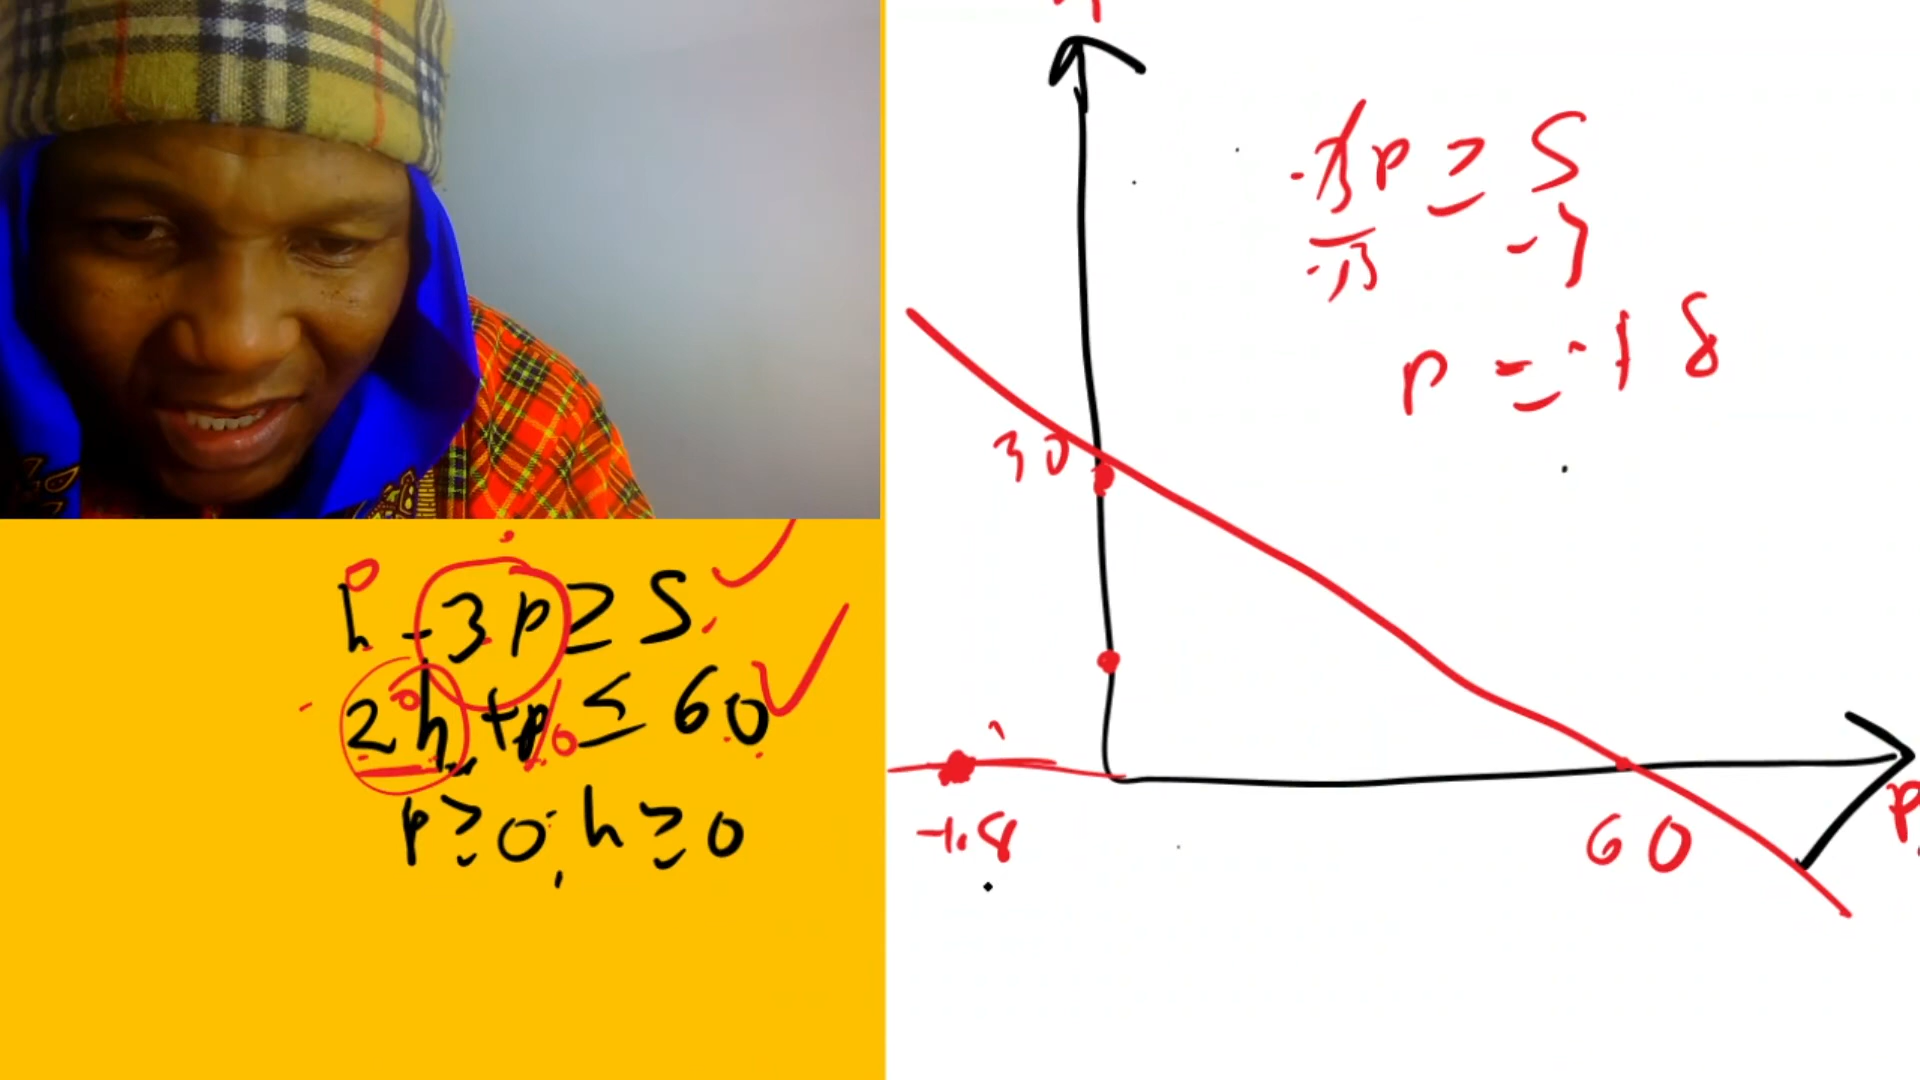 h - 3p ≥ 5
2h + p ≤ 60
p ≥ 0, h ≥ 0
-3p ≥ 5
-3 -3
p = -1.8
30
-1.8
60
p